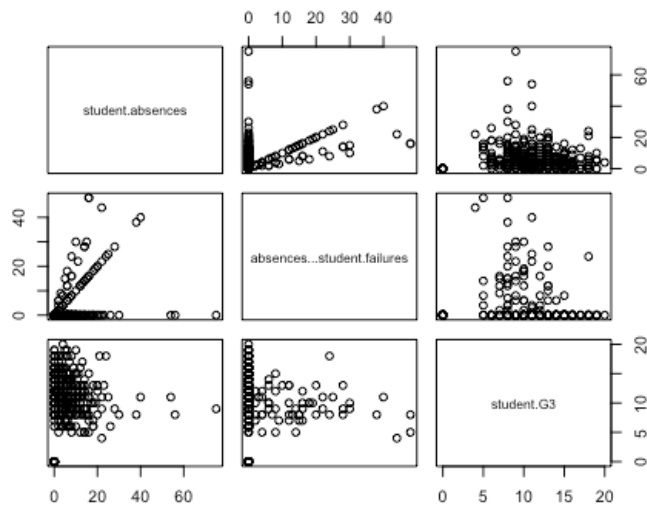 0 10 20 30 40
student.absences
0 20 60
0 20 40
absences...student.failures
student.G3
0 5 10 15 20
0 20 40 60
0 5 10 15 20